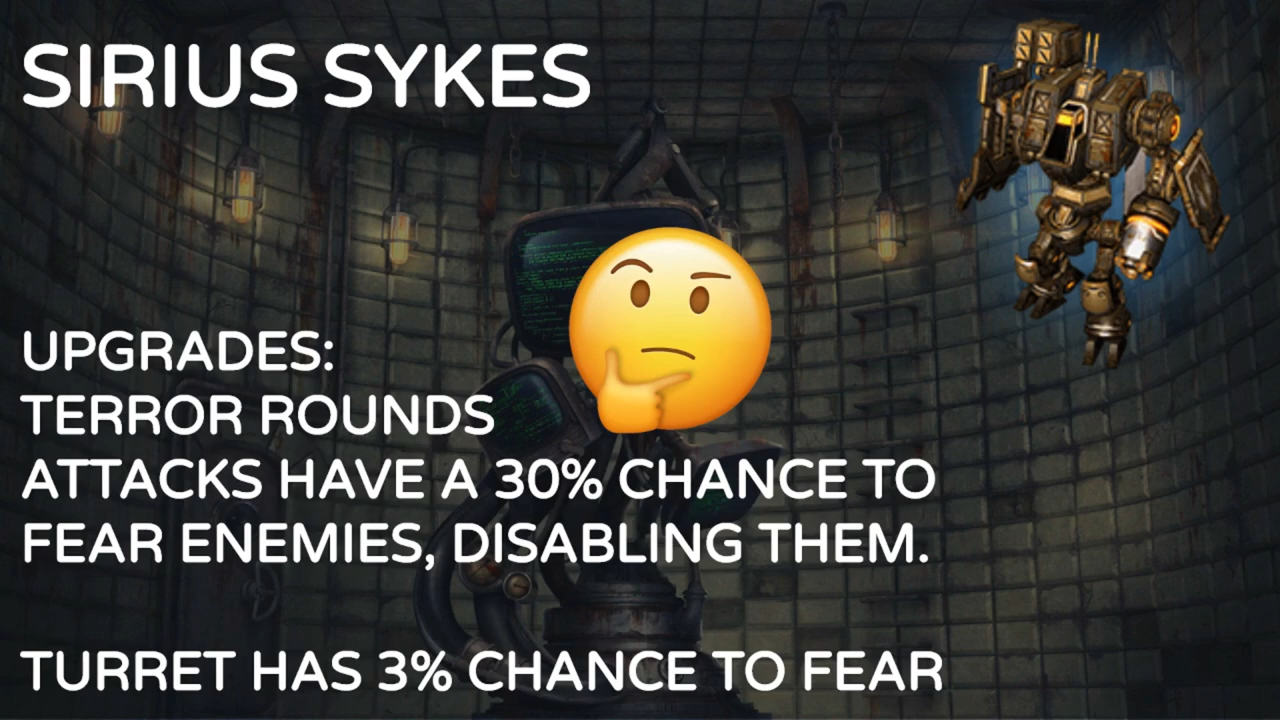 SIRIUS SYKES
UPGRADES:
TERROR ROUNDS
ATTACKS HAVE A 30% CHANCE TO
FEAR ENEMIES, DISABLING THEM.
TURRET HAS 3% CHANCE TO FEAR